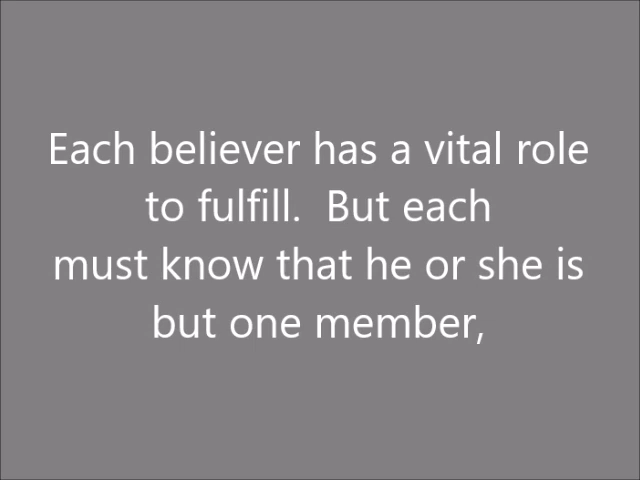 Each believer has a vital role
to fulfill.  But each
must know that he or she is
but one member,